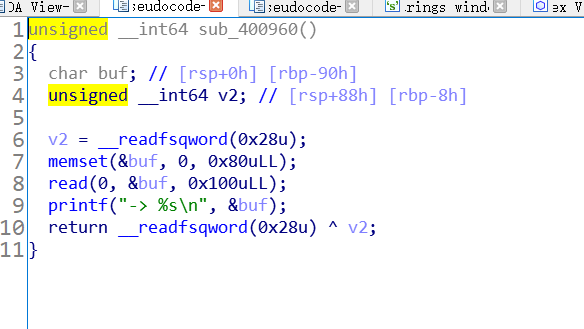 DA View- seudocode- seudocode- rings wind ex V
1 unsigned __int64 sub_400960()
2 {
3 char buf; // [rsp+0h] [rbp-90h]
4 unsigned __int64 v2; // [rsp+88h] [rbp-8h]
5
6 v2 = __readfsqword(0x28u);
7 memset(&buf, 0, 0x80uLL);
8 read(0, &buf, 0x100uLL);
9 printf("-> %s\n", &buf);
10 return __readfsqword(0x28u) ^ v2;
11 }